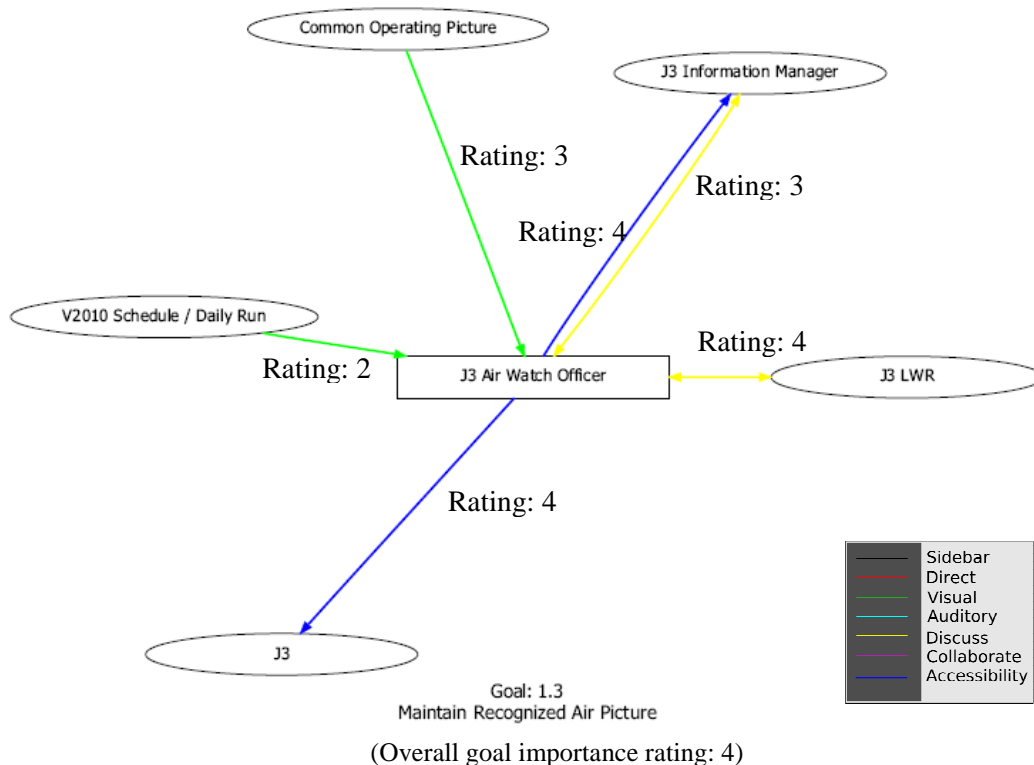 Common Operating Picture
J3 Information Manager
Rating: 3
Rating: 3
Rating: 4
V2010 Schedule / Daily Run
Rating: 2
J3 Air Watch Officer
Rating: 4
J3 LWR
Rating: 4
J3
Sidebar
Direct
Visual
Auditory
Discuss
Collaborate
Accessibility
Goal: 1.3
Maintain Recognized Air Picture
(Overall goal importance rating: 4)